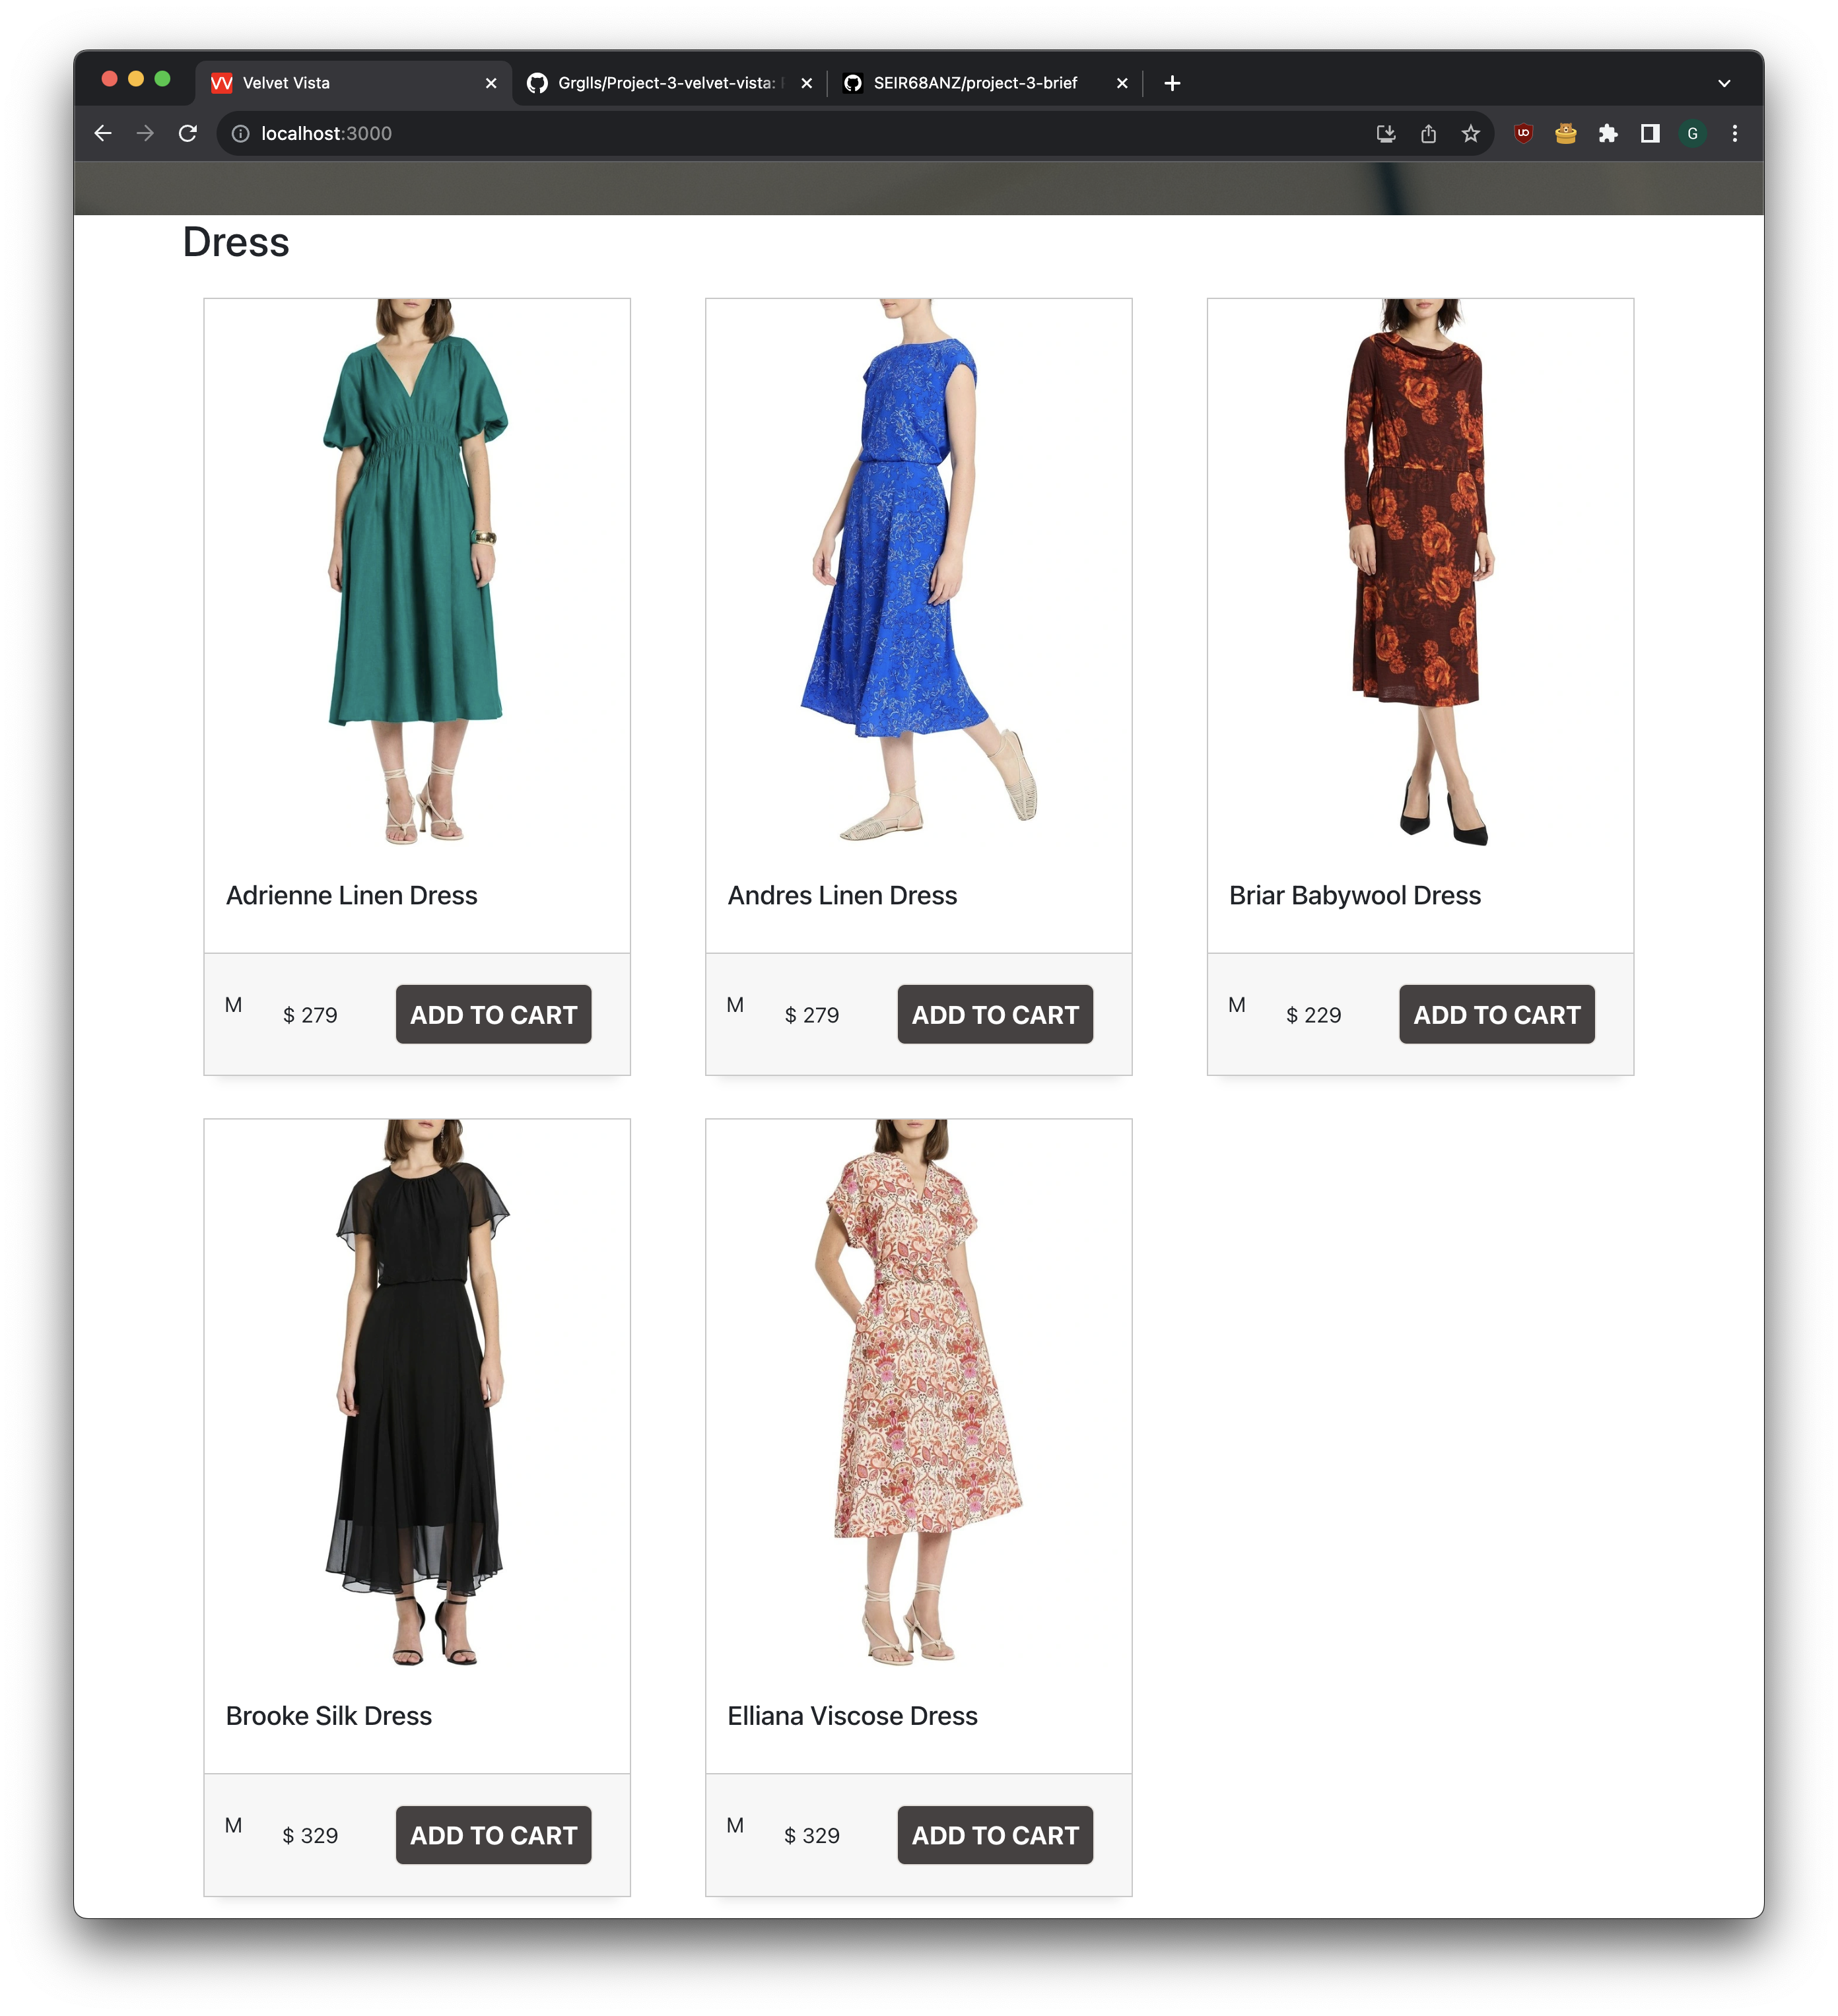 Velvet Vista
Grglls/Project-3-velvet-vista:
SEIR68ANZ/project-3-brief
localhost:3000
G
Dress
Adrienne Linen Dress
Andres Linen Dress
Briar Babywool Dress
M $ 279 ADD TO CART
M $ 279 ADD TO CART
M $ 229 ADD TO CART
Brooke Silk Dress
Elliana Viscose Dress
M $ 329 ADD TO CART
M $ 329 ADD TO CART